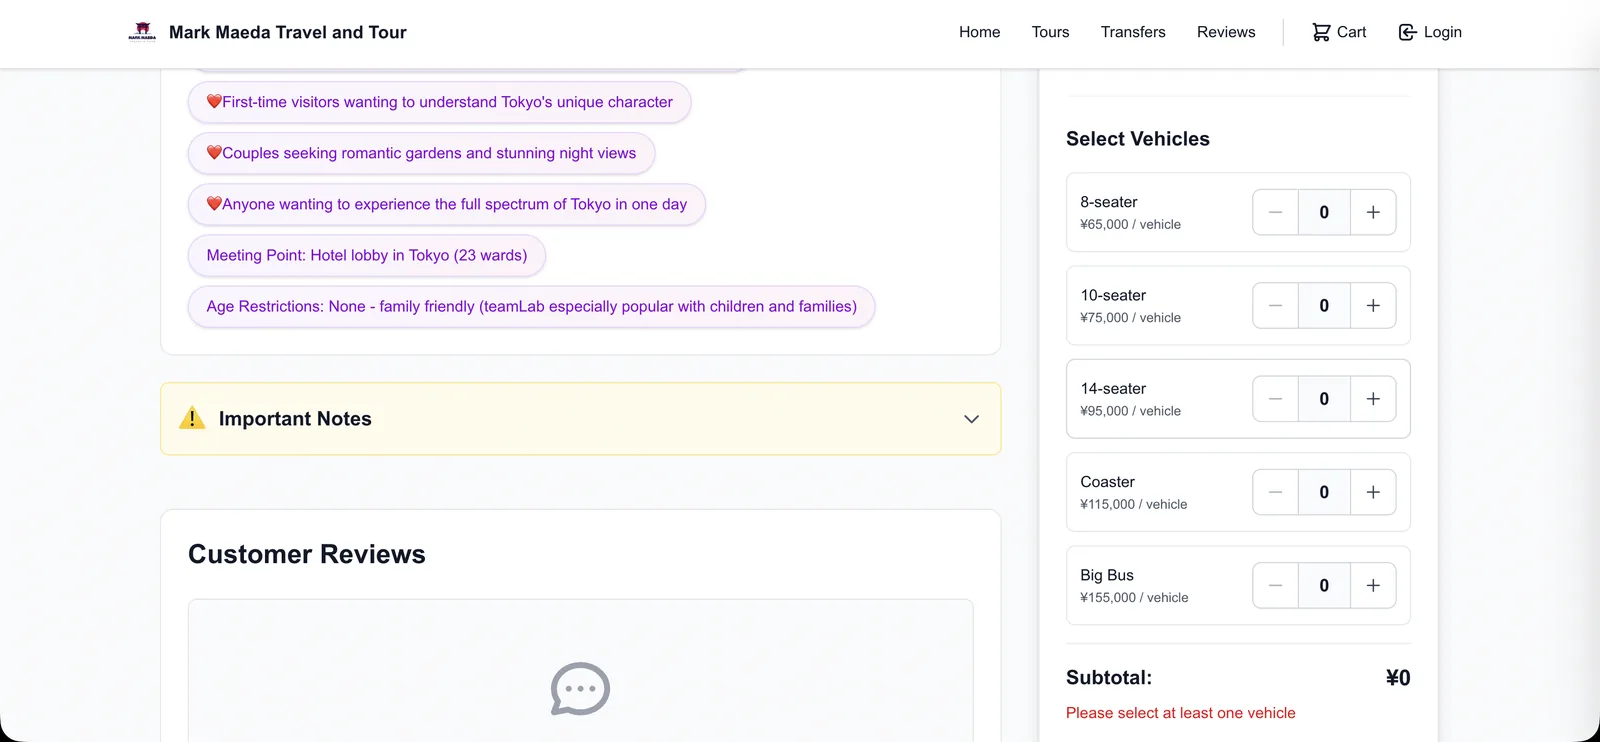 MARK MAEDA
Mark Maeda Travel and Tour
Home
Tours
Transfers
Reviews
Cart
Login
❤️First-time visitors wanting to understand Tokyo's unique character
❤️Couples seeking romantic gardens and stunning night views
❤️Anyone wanting to experience the full spectrum of Tokyo in one day
Meeting Point: Hotel lobby in Tokyo (23 wards)
Age Restrictions: None - family friendly (teamLab especially popular with children and families)
⚠️ Important Notes
Customer Reviews
Select Vehicles
8-seater
¥65,000 / vehicle
0
10-seater
¥75,000 / vehicle
0
14-seater
¥95,000 / vehicle
0
Coaster
¥115,000 / vehicle
0
Big Bus
¥155,000 / vehicle
0
Subtotal: ¥0
Please select at least one vehicle